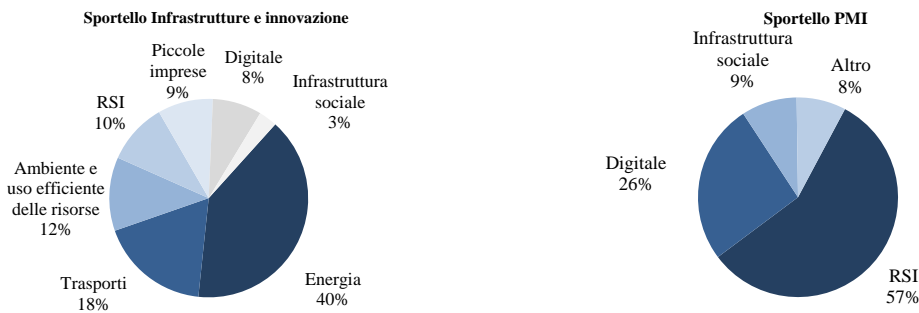 Sportello Infrastrutture e innovazione
Piccole
imprese
9%
Digitale
8%
Infrastruttura
sociale
3%
RSI
10%
Ambiente e
uso efficiente
delle risorse
12%
Trasporti
18%
Energia
40%
Sportello PMI
Infrastruttura
sociale
9%
Altro
8%
Digitale
26%
RSI
57%